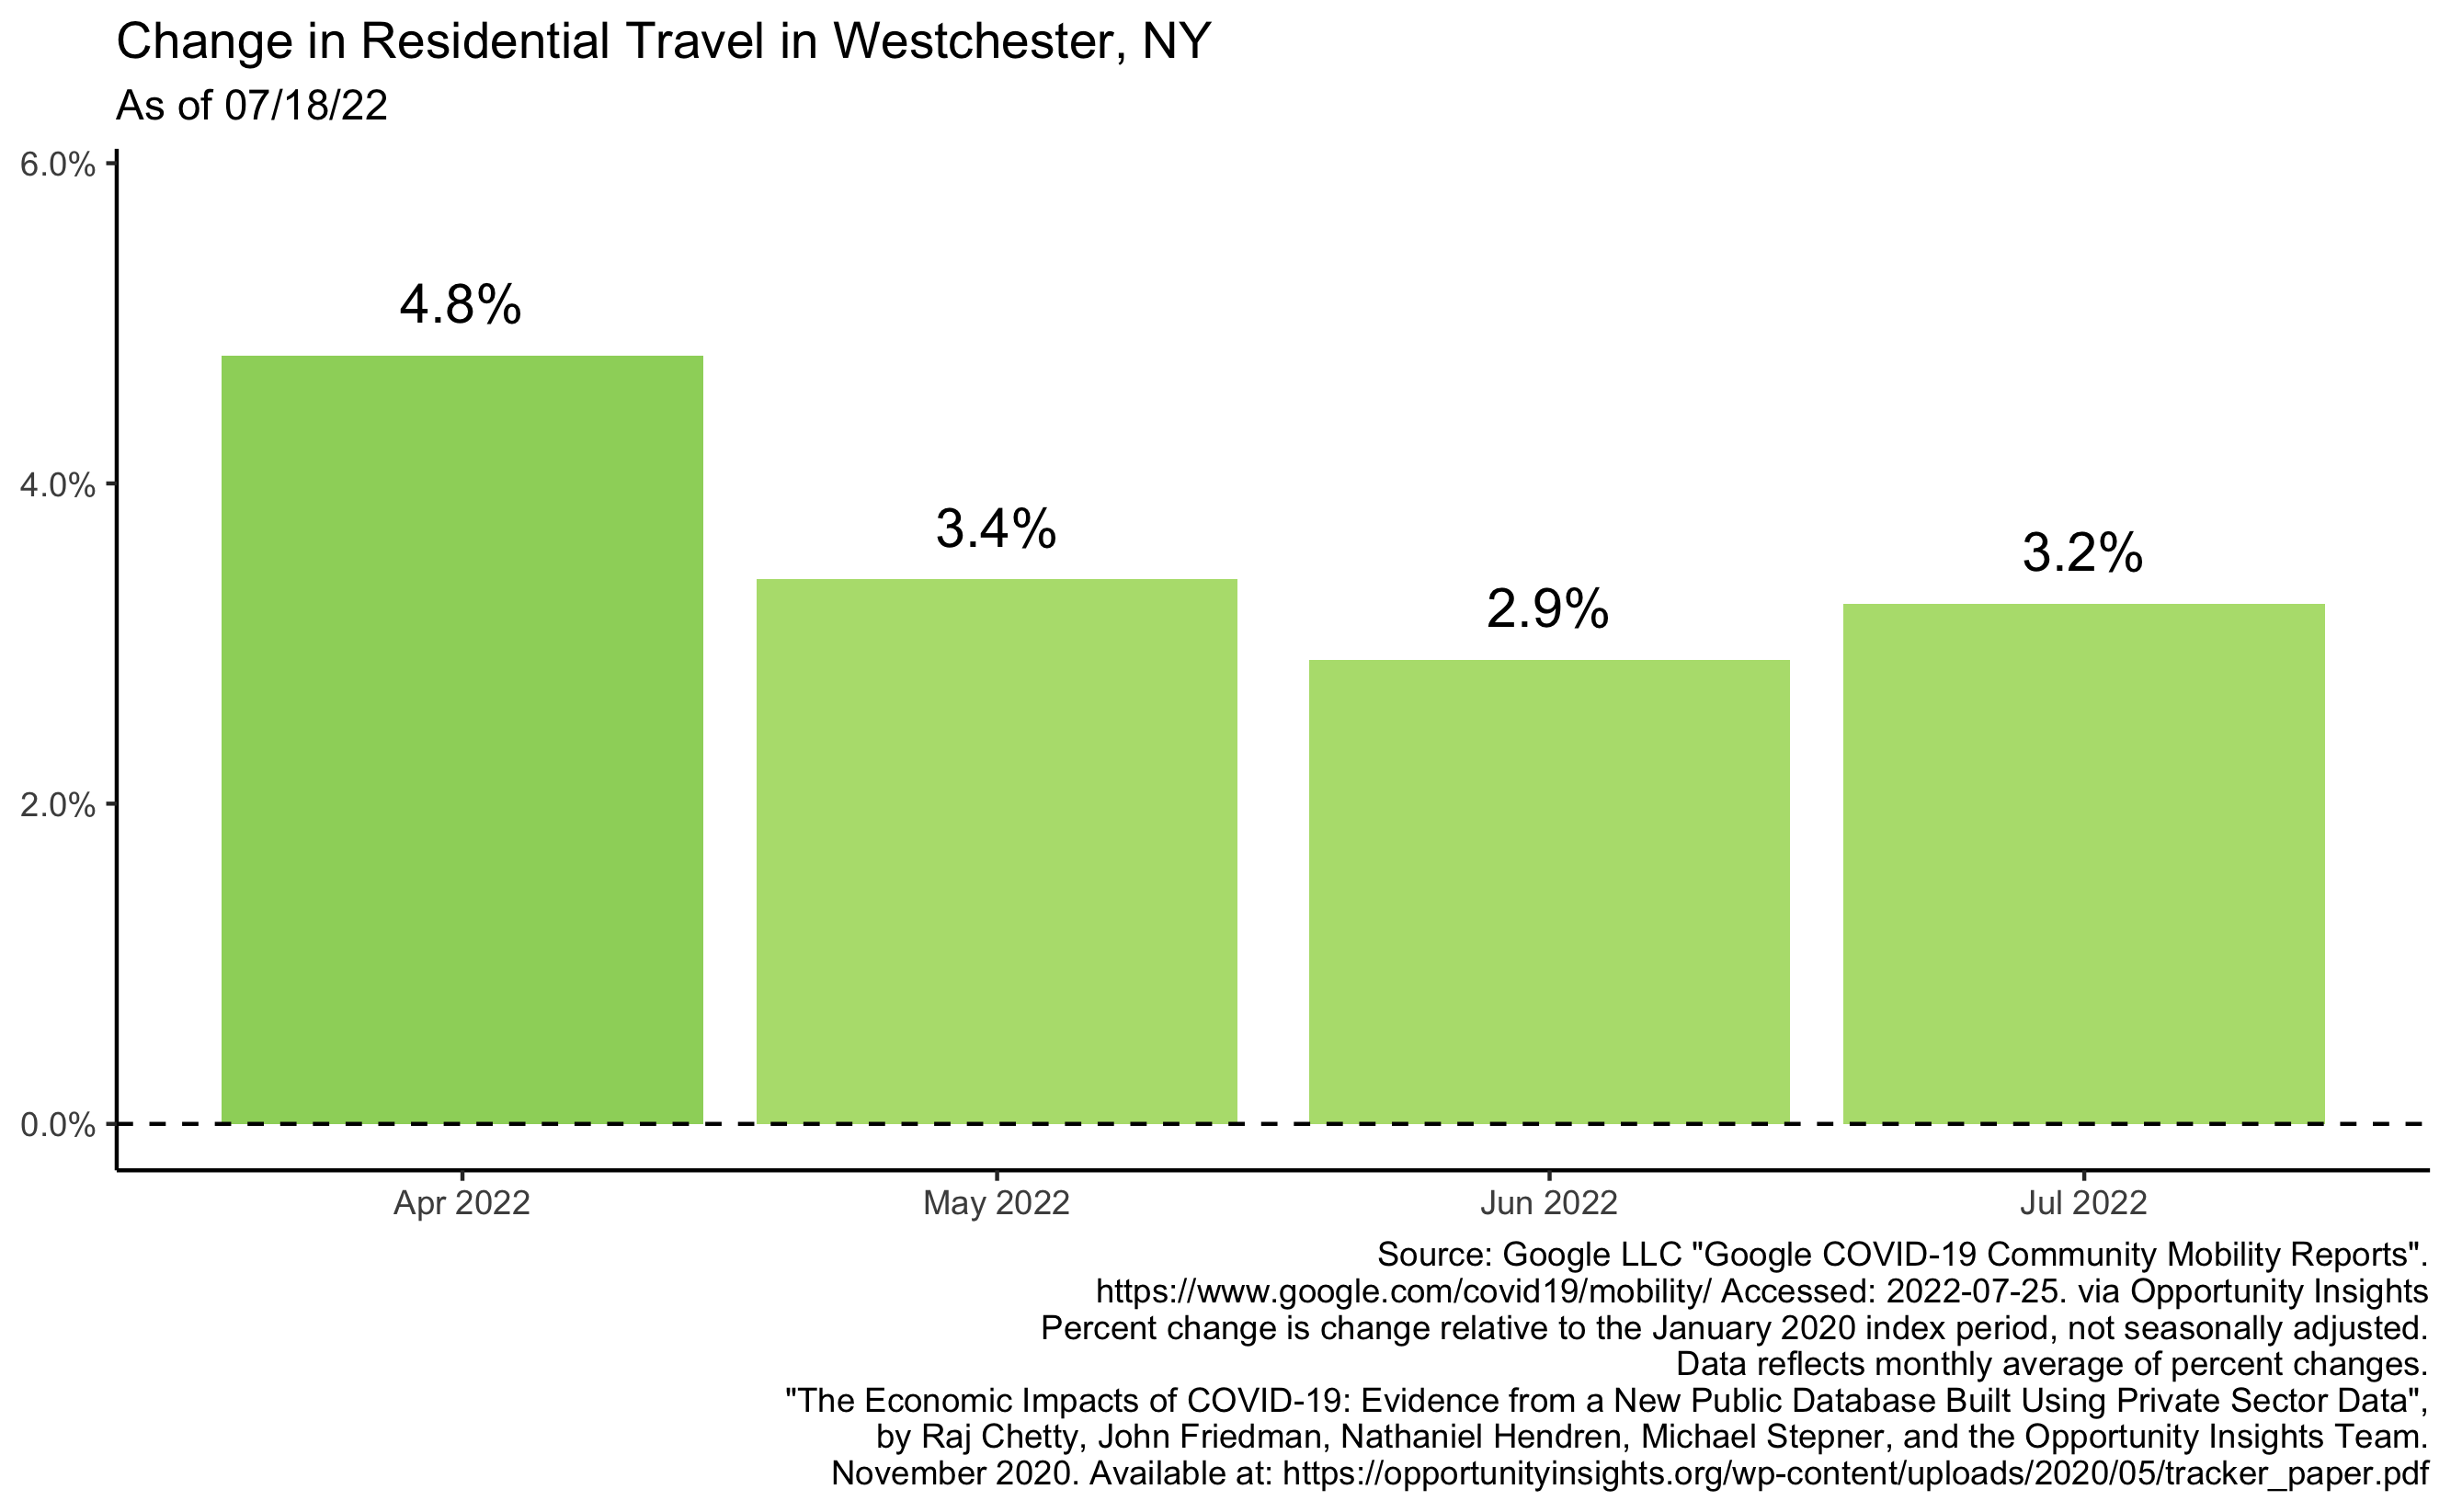 Change in Residential Travel in Westchester, NY
As of 07/18/22
6.0%
4.0%
2.0%
0.0%
4.8%
3.4%
2.9%
3.2%
Apr 2022
May 2022
Jun 2022
Jul 2022
Source: Google LLC "Google COVID-19 Community Mobility Reports".
https://www.google.com/covid19/mobility/ Accessed: 2022-07-25. via Opportunity Insights
Percent change is change relative to the January 2020 index period, not seasonally adjusted.
Data reflects monthly average of percent changes.
"The Economic Impacts of COVID-19: Evidence from a New Public Database Built Using Private Sector Data",
by Raj Chetty, John Friedman, Nathaniel Hendren, Michael Stepner, and the Opportunity Insights Team.
November 2020. Available at: https://opportunityinsights.org/wp-content/uploads/2020/05/tracker_paper.pdf